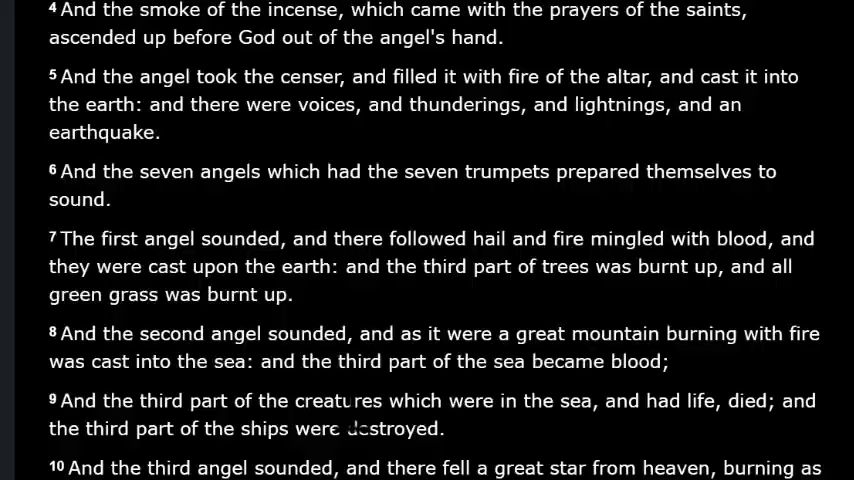 4 And the smoke of the incense, which came with the prayers of the saints,
ascended up before God out of the angel's hand.
5 And the angel took the censer, and filled it with fire of the altar, and cast it into
the earth: and there were voices, and thunderings, and lightnings, and an
earthquake.
6 And the seven angels which had the seven trumpets prepared themselves to
sound.
7 The first angel sounded, and there followed hail and fire mingled with blood, and
they were cast upon the earth: and the third part of trees was burnt up, and all
green grass was burnt up.
8 And the second angel sounded, and as it were a great mountain burning with fire
was cast into the sea: and the third part of the sea became blood;
9 And the third part of the creatures which were in the sea, and had life, died; and
the third part of the ships were destroyed.
10 And the third angel sounded, and there fell a great star from heaven, burning as